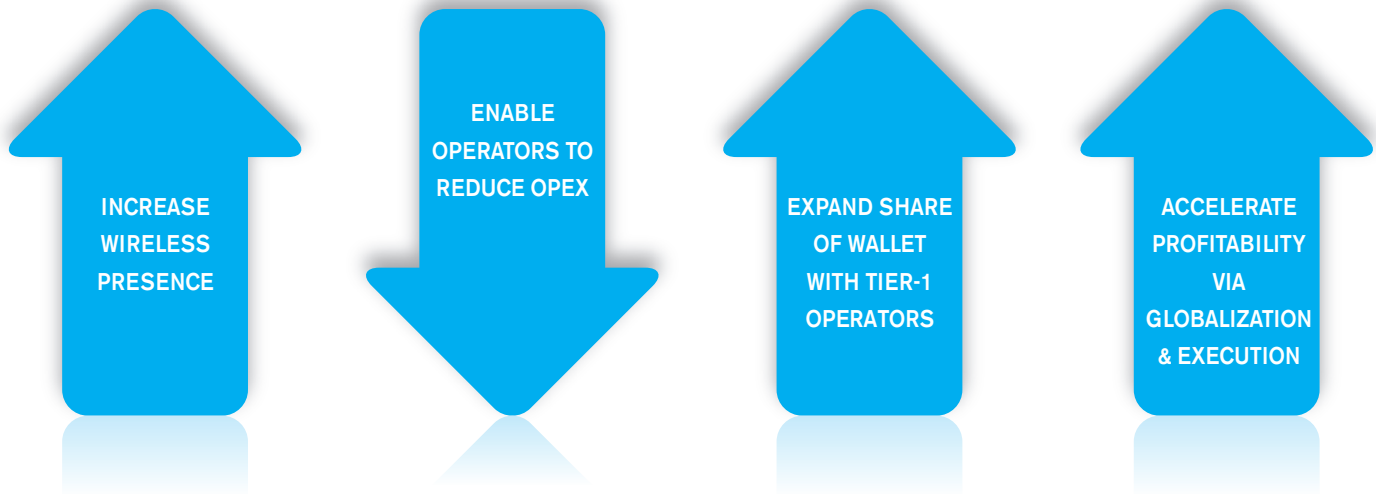 INCREASE
WIRELESS
PRESENCE
ENABLE
OPERATORS TO
REDUCE OPEX
EXPAND SHARE
OF WALLET
WITH TIER-1
OPERATORS
ACCELERATE
PROFITABILITY
VIA
GLOBALIZATION
& EXECUTION